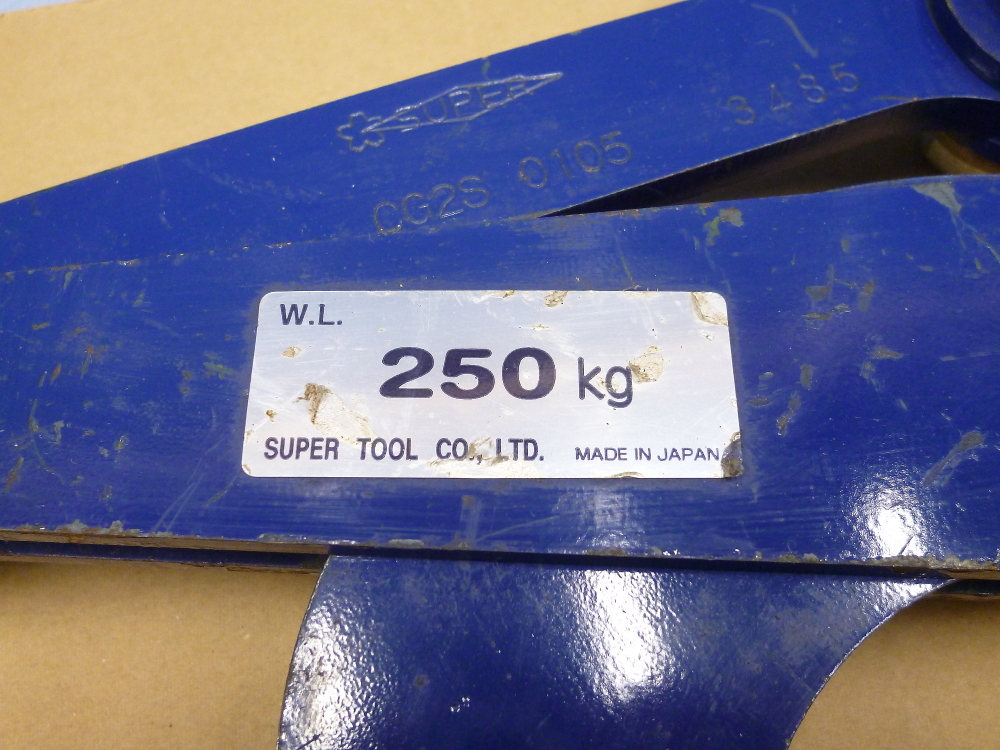 SUPER
CG2S 0105 3485
W.L.
250 kg
SUPER TOOL CO., LTD. MADE IN JAPAN